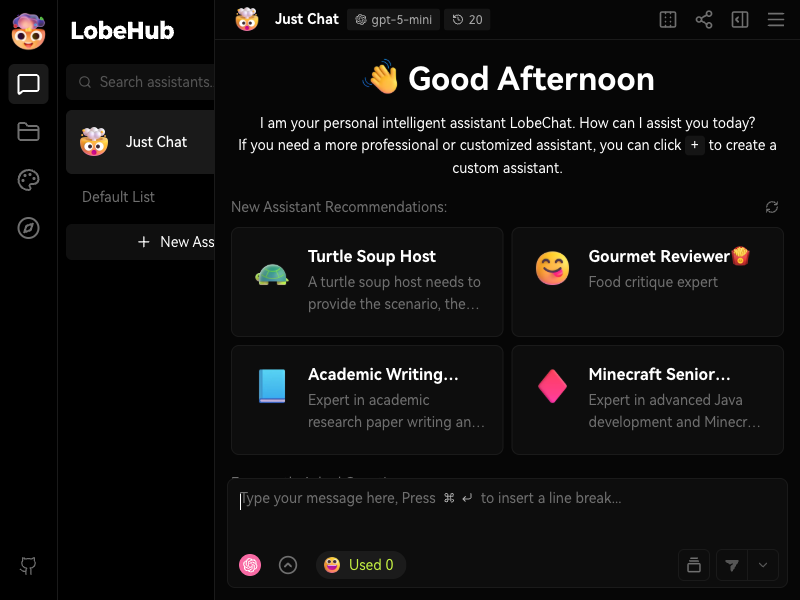 LobeHub
Search assistants...
Just Chat
Default List
New Ass
Just Chat
gpt-5-mini
20
👋 Good Afternoon
I am your personal intelligent assistant LobeChat. How can I assist you today?
If you need a more professional or customized assistant, you can click + to create a
custom assistant.
New Assistant Recommendations:
Turtle Soup Host
A turtle soup host needs to
provide the scenario, the...
Gourmet Reviewer🍟
Food critique expert
Academic Writing...
Expert in academic
research paper writing an...
Minecraft Senior...
Expert in advanced Java
development and Minecr...
Type your message here, Press ⌘ ↵ to insert a line break...
Used 0